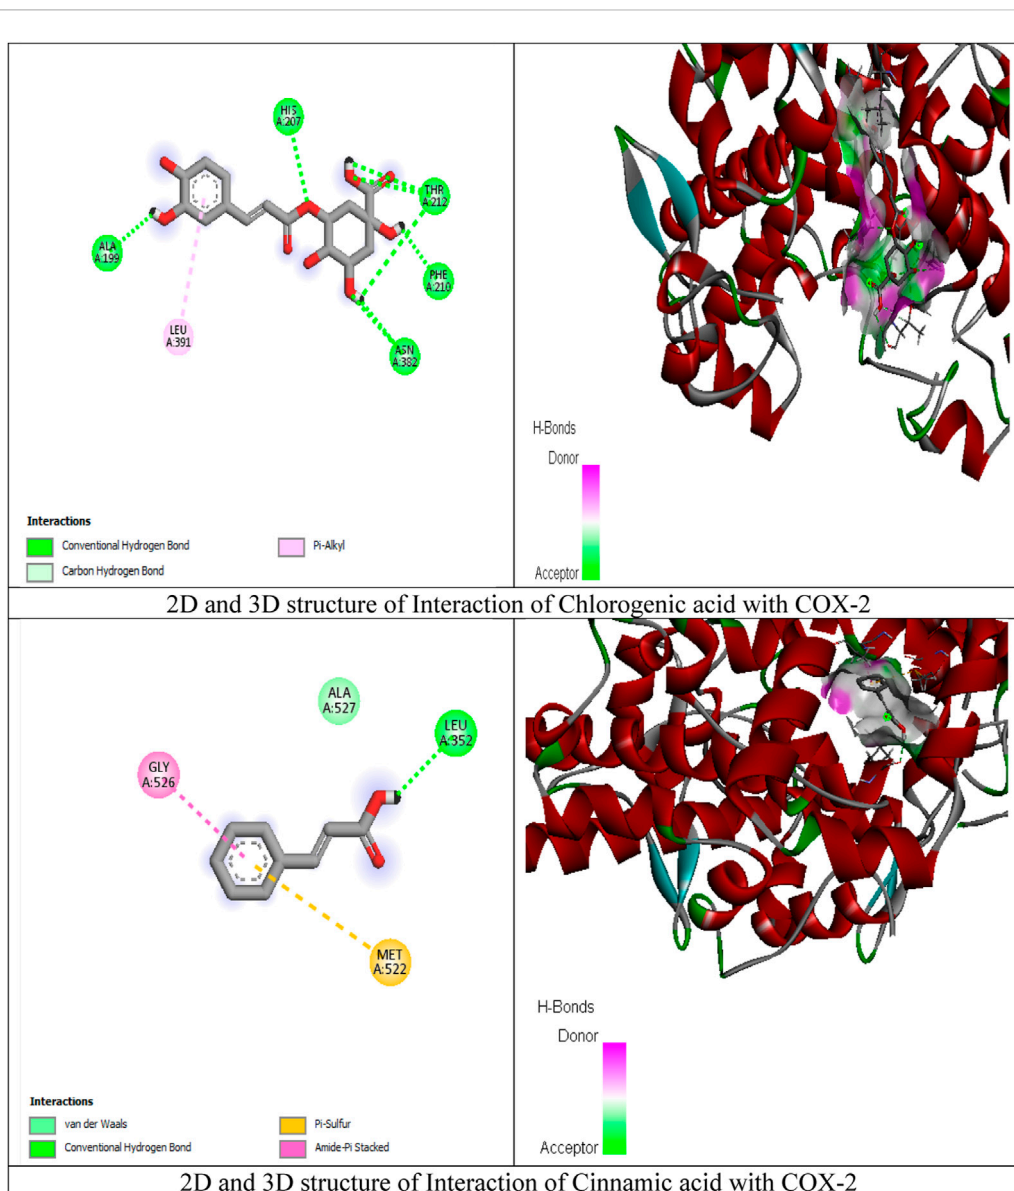 HIS
A:207
THR
A:212
ALA
A:199
PHE
A:210
LEU
A:391
ASN
A:382
Interactions
Conventional Hydrogen Bond
Carbon Hydrogen Bond
Pi-Alkyl
H-Bonds
Donor
Acceptor
2D and 3D structure of Interaction of Chlorogenic acid with COX-2
ALA
A:527
LEU
A:352
GLY
A:526
MET
A:522
Interactions
van der Waals
Conventional Hydrogen Bond
Pi-Sulfur
Amide-Pi Stacked
H-Bonds
Donor
Acceptor
2D and 3D structure of Interaction of Cinnamic acid with COX-2